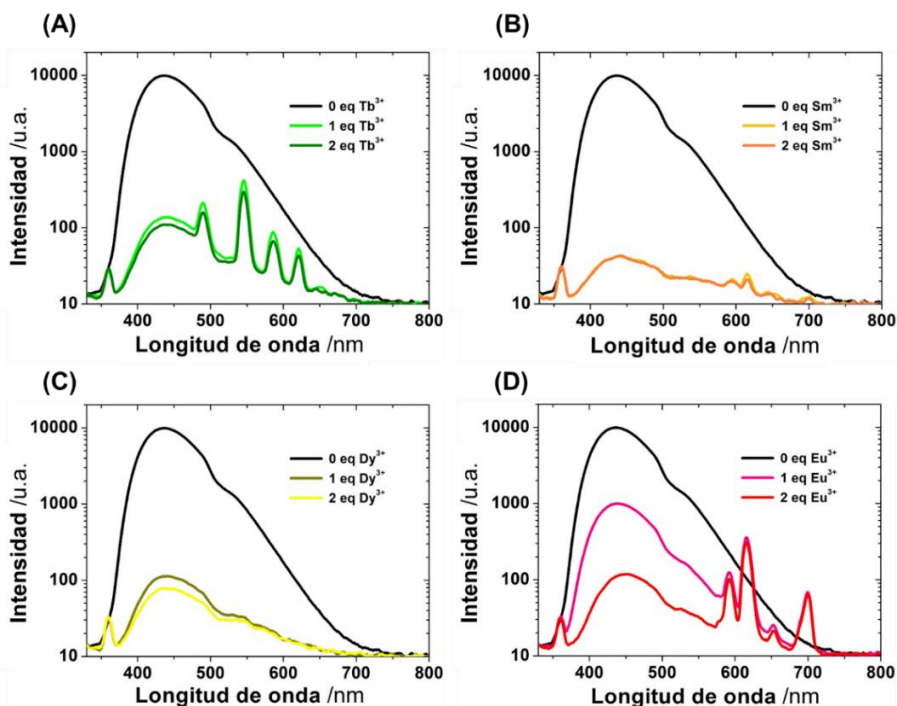 (A)
Intensidad /u.a.
10000
1000
100
10
0 eq Tb³⁺
1 eq Tb³⁺
2 eq Tb³⁺
400 500 600 700 800
Longitud de onda /nm
(B)
Intensidad /u.a.
10000
1000
100
10
0 eq Sm³⁺
1 eq Sm³⁺
2 eq Sm³⁺
400 500 600 700 800
Longitud de onda /nm
(C)
Intensidad /u.a.
10000
1000
100
10
0 eq Dy³⁺
1 eq Dy³⁺
2 eq Dy³⁺
400 500 600 700 800
Longitud de onda /nm
(D)
Intensidad /u.a.
10000
1000
100
10
0 eq Eu³⁺
1 eq Eu³⁺
2 eq Eu³⁺
400 500 600 700 800
Longitud de onda /nm